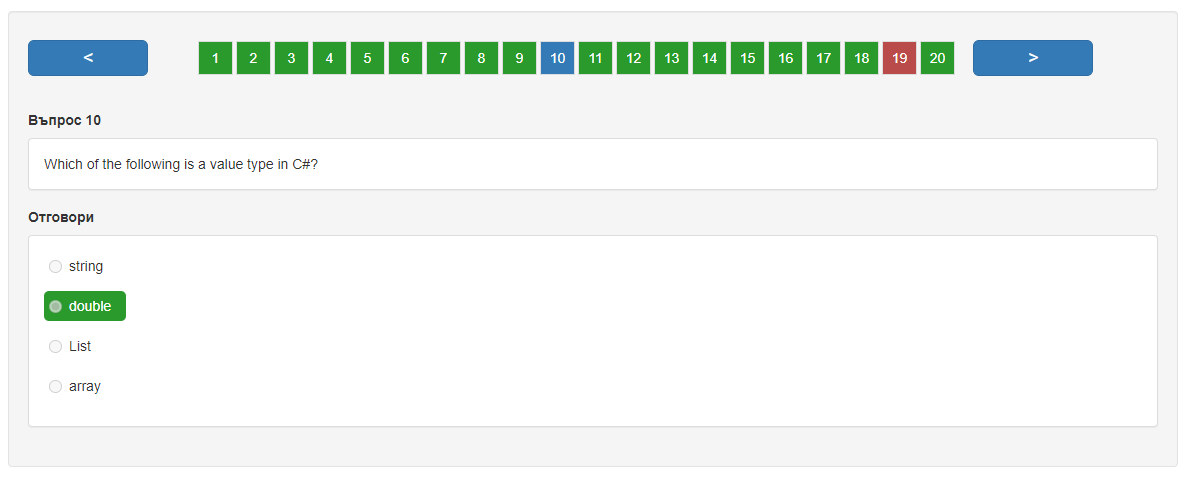 < 1 2 3 4 5 6 7 8 9 10 11 12 13 14 15 16 17 18 19 20 >
Въпрос 10
Which of the following is a value type in C#?
Отговори
string
double
List
array